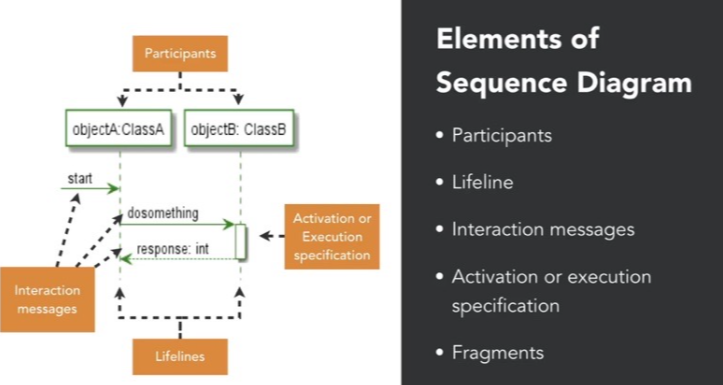 Participants
objectA:ClassA
objectB: ClassB
start
dosomething
response: int
Activation or
Execution
specification
Interaction
messages
Lifelines
Elements of
Sequence Diagram
• Participants
• Lifeline
• Interaction messages
• Activation or execution
specification
• Fragments